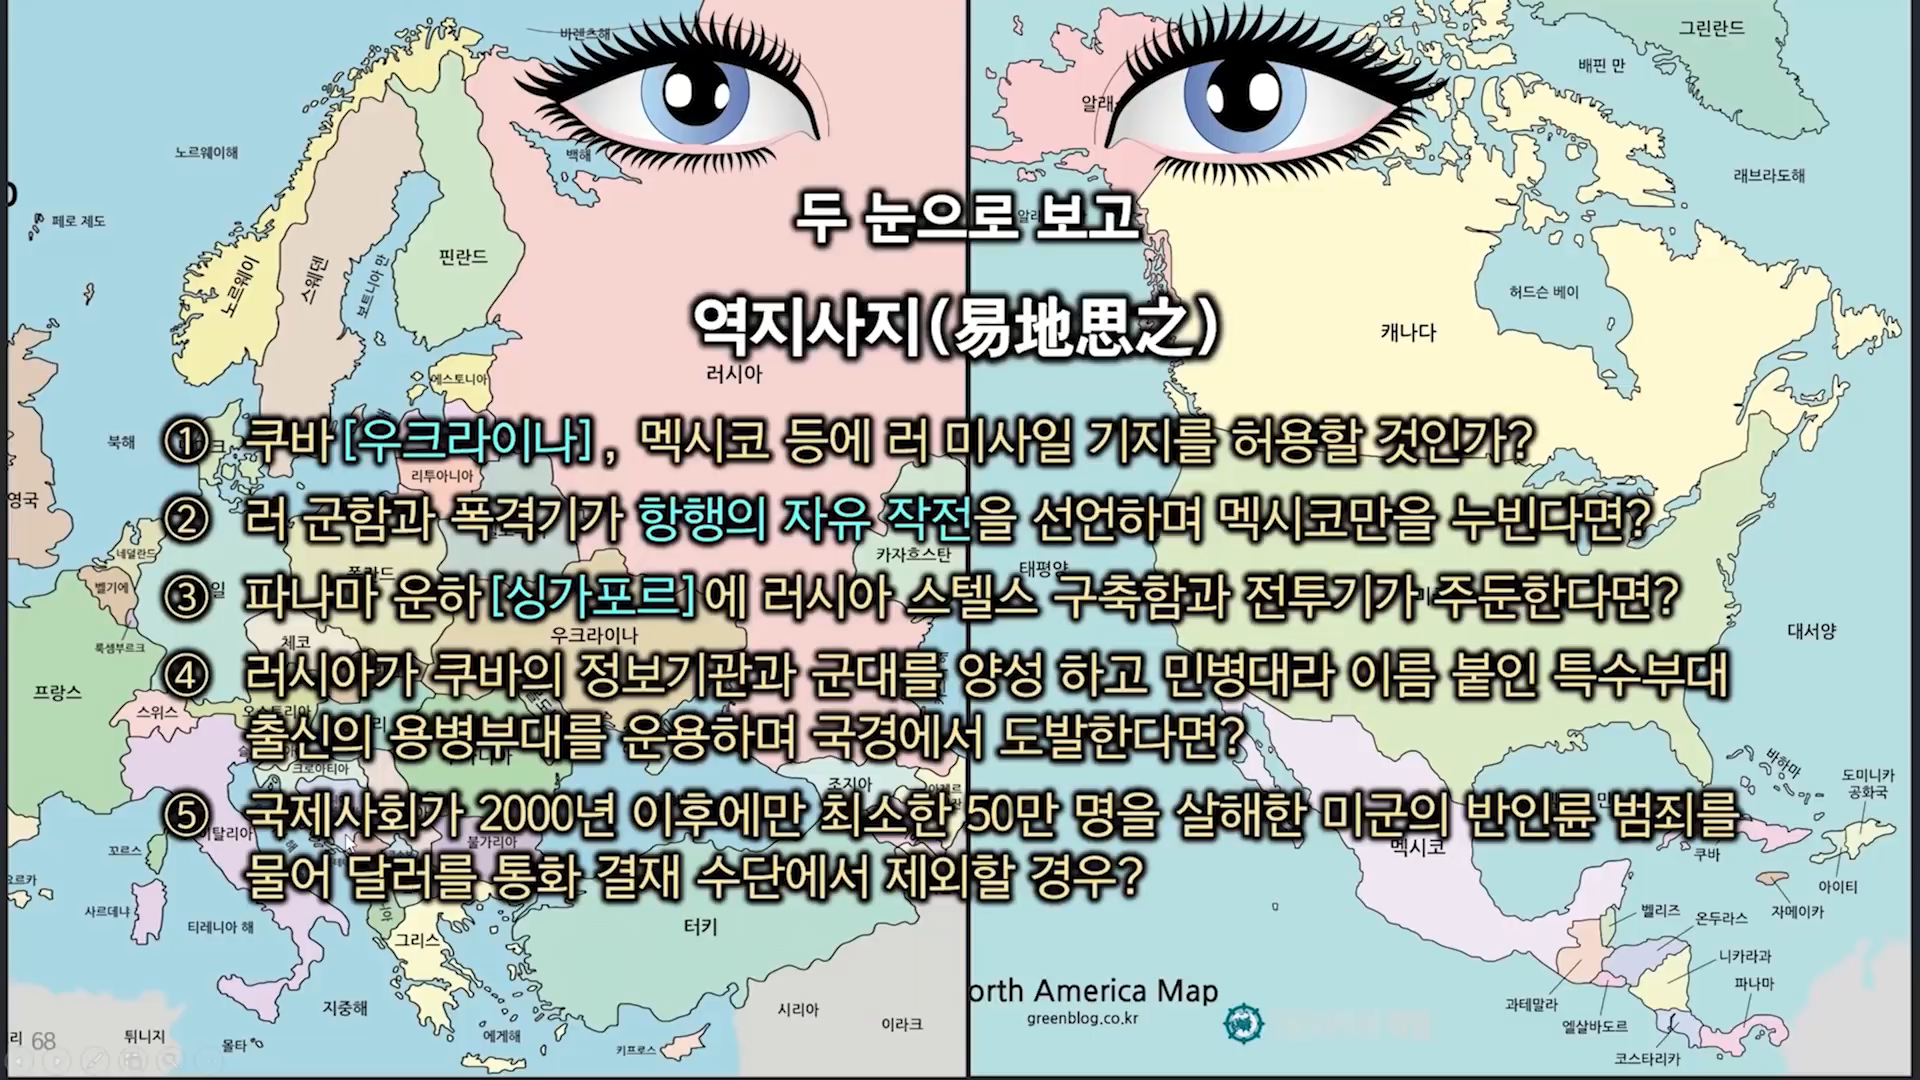 두 눈으로 보고
역지사지(易地思之)
① 쿠바[우크라이나], 멕시코 등에 러 미사일 기지를 허용할 것인가?
② 러 군함과 폭격기가 항행의 자유 작전을 선언하며 멕시코만을 누빈다면?
③ 파나마 운하[싱가포르]에 러시아 스텔스 구축함과 전투기가 주둔한다면?
④ 러시아가 쿠바의 정보기관과 군대를 양성 하고 민병대라 이름 붙인 특수부대
출신의 용병부대를 운용하며 국경에서 도발한다면?
⑤ 국제사회가 2000년 이후에만 최소한 50만 명을 살해한 미군의 반인륜 범죄를
물어 달러를 통화 결재 수단에서 제외할 경우?
바렌츠해
노르웨이해
백해
페로 제도
노르웨이
스웨덴
보트니아 만
핀란드
러시아
에스토니아
북해
리투아니아
영국
네덜란드
벨기에
폴란드
카자흐스탄
룩셈부르크
체코
우크라이나
프랑스
스위스
오스트리아
크로아티아
조지아
이탈리아
불가리아
꼬르스
사르데냐
티레니아 해
그리스
터키
지중해
시리아
이라크
에게해
키프로스
튀니지
몰타
68
그린란드
배핀 만
래브라도해
허드슨 베이
캐나다
태평양
대서양
멕시코
바하마
도미니카
공화국
쿠바
아이티
자메이카
벨리즈
온두라스
니카라과
파나마
과테말라
엘살바도르
코스타리카
orth America Map
greenblog.co.kr